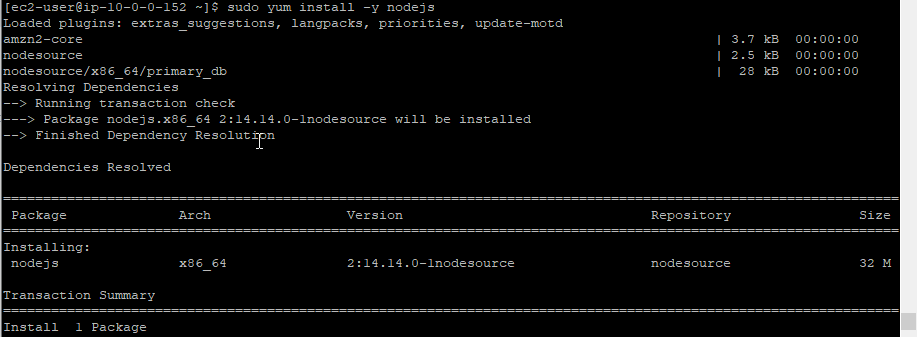 [ec2-user@ip-10-0-0-152 ~]$ sudo yum install -y nodejs
Loaded plugins: extras_suggestions, langpacks, priorities, update-motd
amzn2-core | 3.7 kB 00:00:00
nodesource | 2.5 kB 00:00:00
nodesource/x86_64/primary_db | 28 kB 00:00:00
Resolving Dependencies
--> Running transaction check
---> Package nodejs.x86_64 2:14.14.0-1nodesource will be installed
--> Finished Dependency Resolution
Dependencies Resolved
================================================================================
Package Arch Version Repository Size
================================================================================
Installing:
nodejs x86_64 2:14.14.0-1nodesource nodesource 32 M
Transaction Summary
================================================================================
Install 1 Package